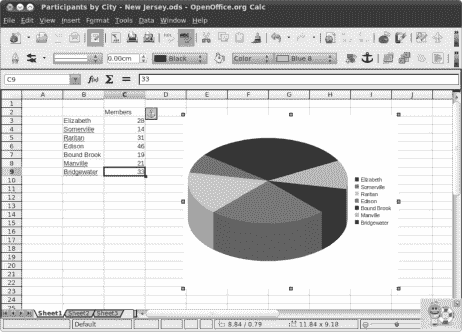 Participants by City - New Jersey.ods - OpenOffice.org Calc
File Edit View Insert Format Tools Data Window Help
0.00cm Black Color Blue 8
C9 f(x) Σ = 33
A B C D E F G H I J
1
2 Members
3 Elizabeth 28
4 Somerville 14
5 Raritan 31
6 Edison 46
7 Bound Brook 19
8 Manville 21
9 Bridgewater 33
10
11
12
13
14
15
16
17
18
19
20
21
22
23
24
Elizabeth
Somerville
Raritan
Edison
Bound Brook
Manville
Bridgewater
Sheet1 Sheet2 Sheet3
Default 8.84 / 0.79 11.84 x 9.18